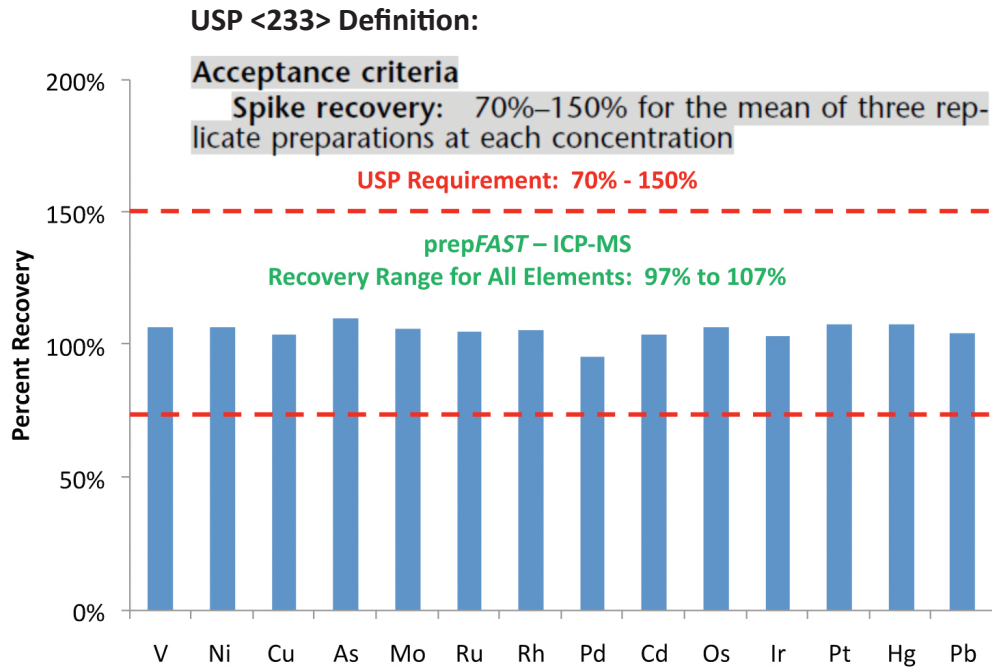 USP <233> Definition:
Acceptance criteria
Spike recovery: 70%–150% for the mean of three rep-
licate preparations at each concentration
USP Requirement: 70% - 150%
prepFAST – ICP-MS
Recovery Range for All Elements: 97% to 107%
Percent Recovery
200%
150%
100%
50%
0%
V Ni Cu As Mo Ru Rh Pd Cd Os Ir Pt Hg Pb